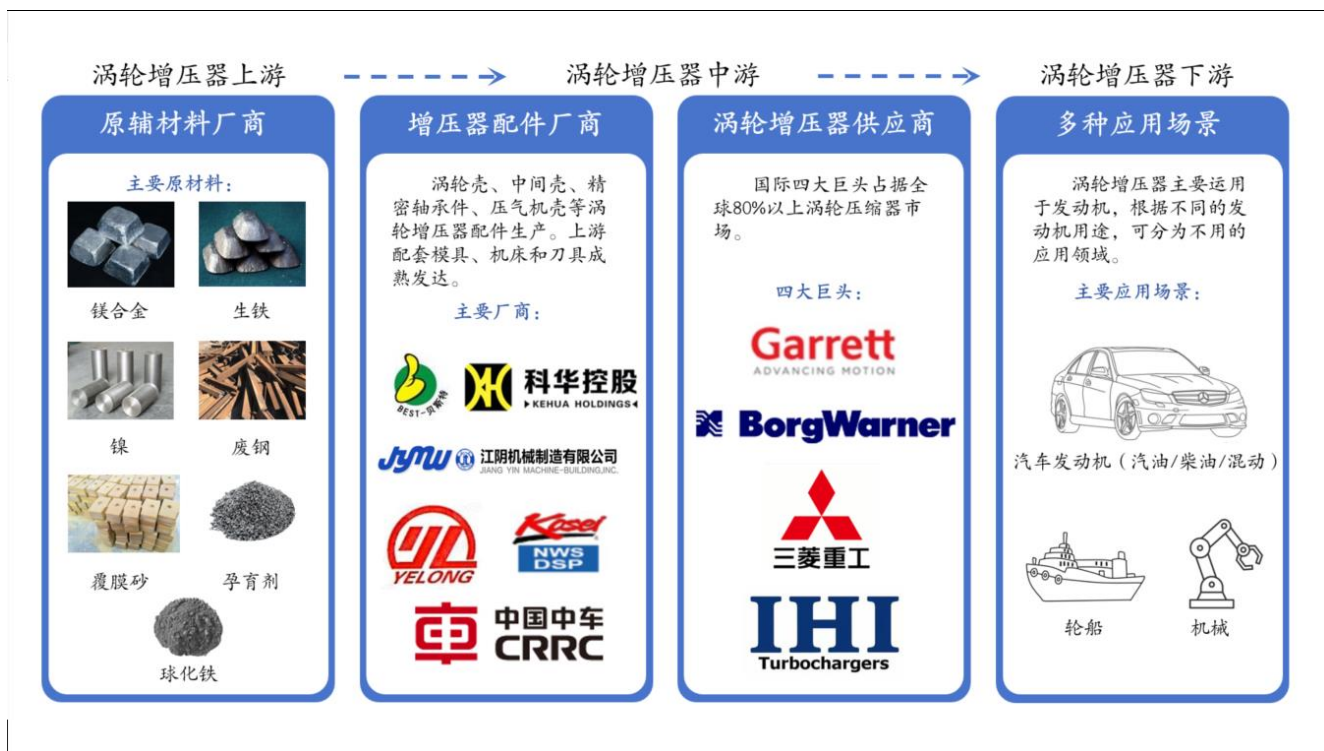 涡轮增压器上游
涡轮增压器中游
涡轮增压器下游
原辅材料厂商
主要原材料：
镁合金
生铁
镍
废钢
覆膜砂
孕育剂
球化铁
增压器配件厂商
涡轮壳、中间壳、精
密轴承件、压气机壳等涡
轮增压器配件生产。上游
配套模具、机床和刀具成
熟发达。
主要厂商：
BEST-贝斯特
科华控股
KEHUA HOLDINGS
JYMW 江阴机械制造有限公司
JIANG YIN MACHINE-BUILDING,INC.
YELONG
Kosel
NWS
DSP
中国中车
CRRC
涡轮增压器供应商
国际四大巨头占据全
球80%以上涡轮压缩器市
场。
四大巨头：
Garrett
ADVANCING MOTION
BorgWarner
三菱重工
IHI
Turbochargers
多种应用场景
涡轮增压器主要运用
于发动机，根据不同的发
动机用途，可分为不用的
应用领域。
主要应用场景：
汽车发动机（汽油/柴油/混动）
轮船
机械